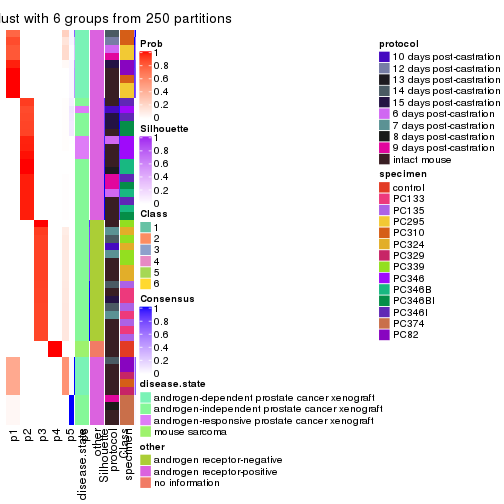 lust with 6 groups from 250 partitions
Prob
1
0.8
0.6
0.4
0.2
0
Silhouette
1
0.8
0.6
0.4
0.2
0
Class
1
2
3
4
5
6
Consensus
1
0.8
0.6
0.4
0.2
0
disease.state
androgen-dependent prostate cancer xenograft
androgen-independent prostate cancer xenograft
androgen-responsive prostate cancer xenograft
mouse sarcoma
other
androgen receptor-negative
androgen receptor-positive
no information
protocol
10 days post-castration
12 days post-castration
13 days post-castration
14 days post-castration
15 days post-castration
6 days post-castration
7 days post-castration
8 days post-castration
9 days post-castration
intact mouse
specimen
control
PC133
PC135
PC295
PC310
PC324
PC329
PC339
PC346
PC346B
PC346BI
PC346I
PC374
PC82
p1
p2
p3
p4
p5
disease.state
other
Silhouette
protocol
Class
specimen